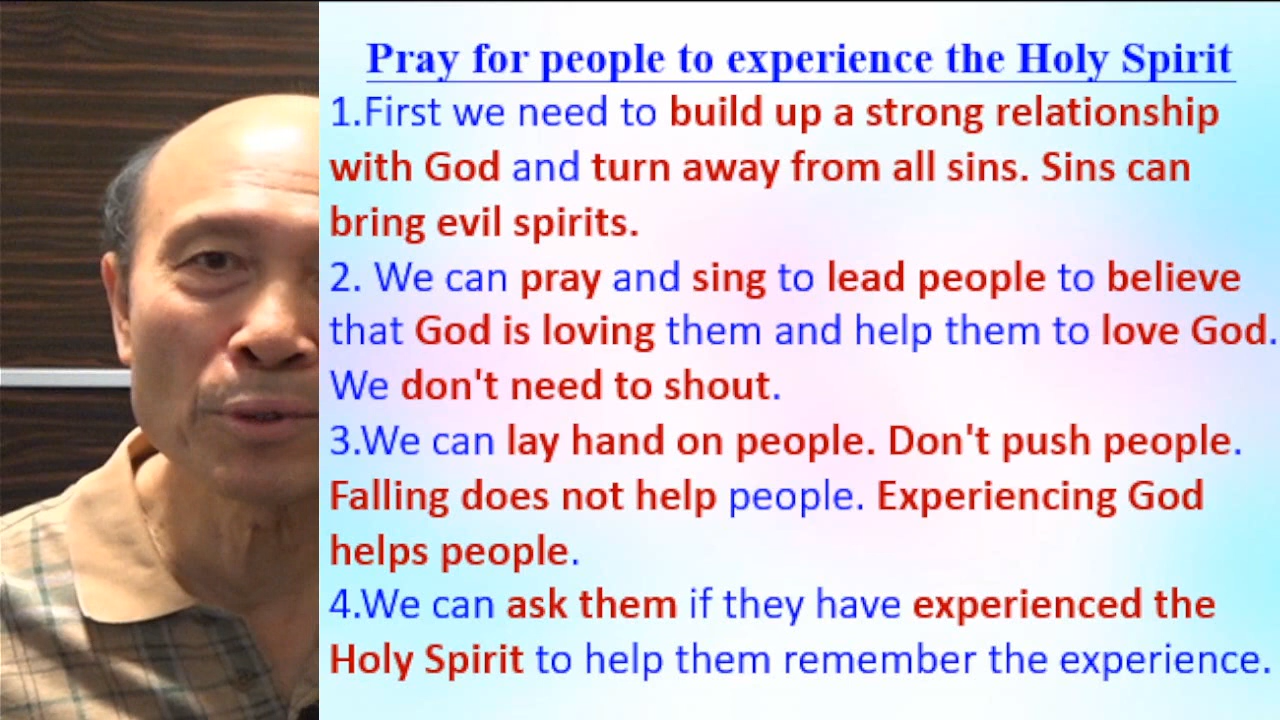 Pray for people to experience the Holy Spirit
1.First we need to build up a strong relationship
with God and turn away from all sins. Sins can
bring evil spirits.
2. We can pray and sing to lead people to believe
that God is loving them and help them to love God.
We don't need to shout.
3.We can lay hand on people. Don't push people.
Falling does not help people. Experiencing God
helps people.
4.We can ask them if they have experienced the
Holy Spirit to help them remember the experience.